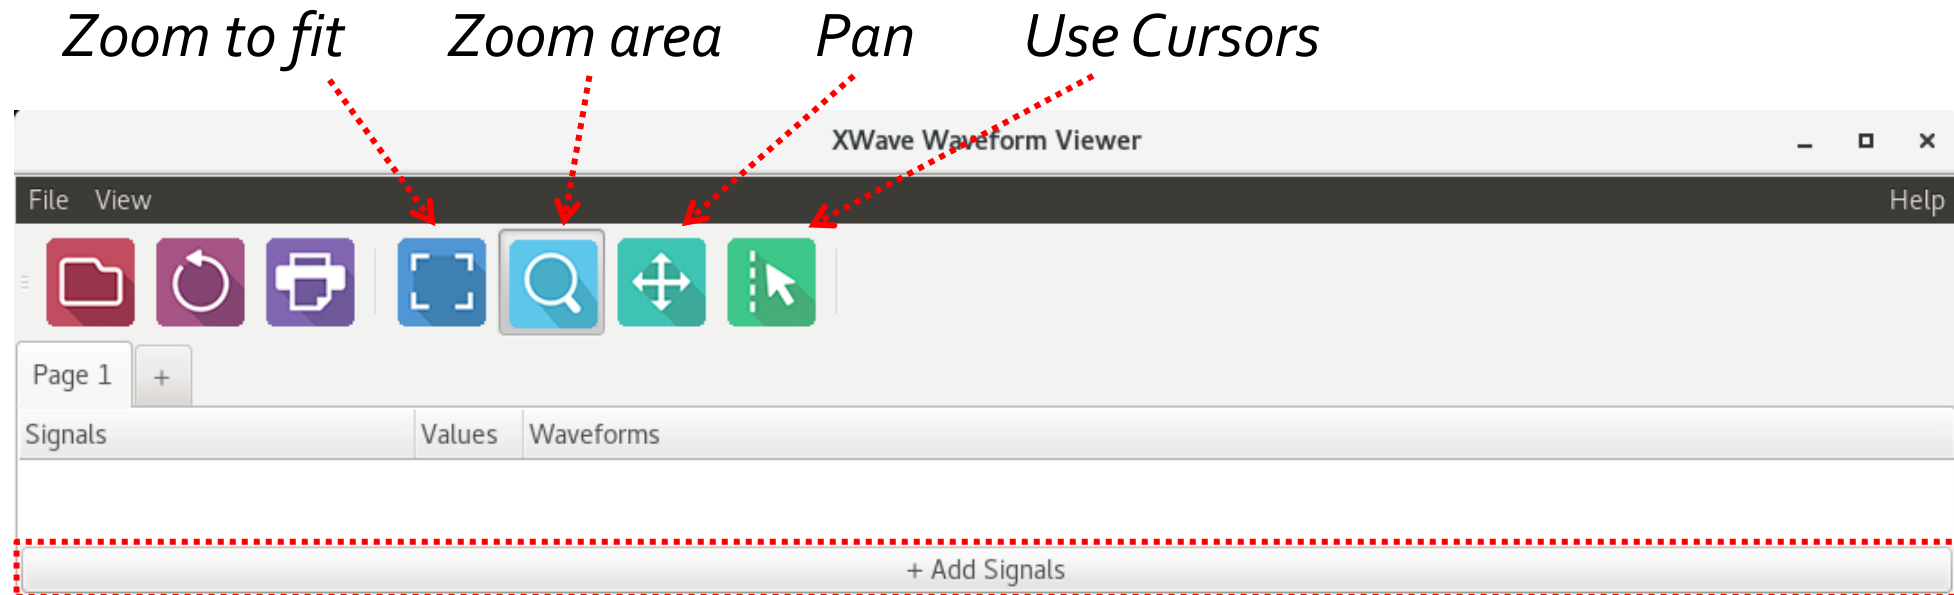 Zoom to fit Zoom area Pan Use Cursors
XWave Waveform Viewer
File View Help
Page 1 +
Signals Values Waveforms
+ Add Signals